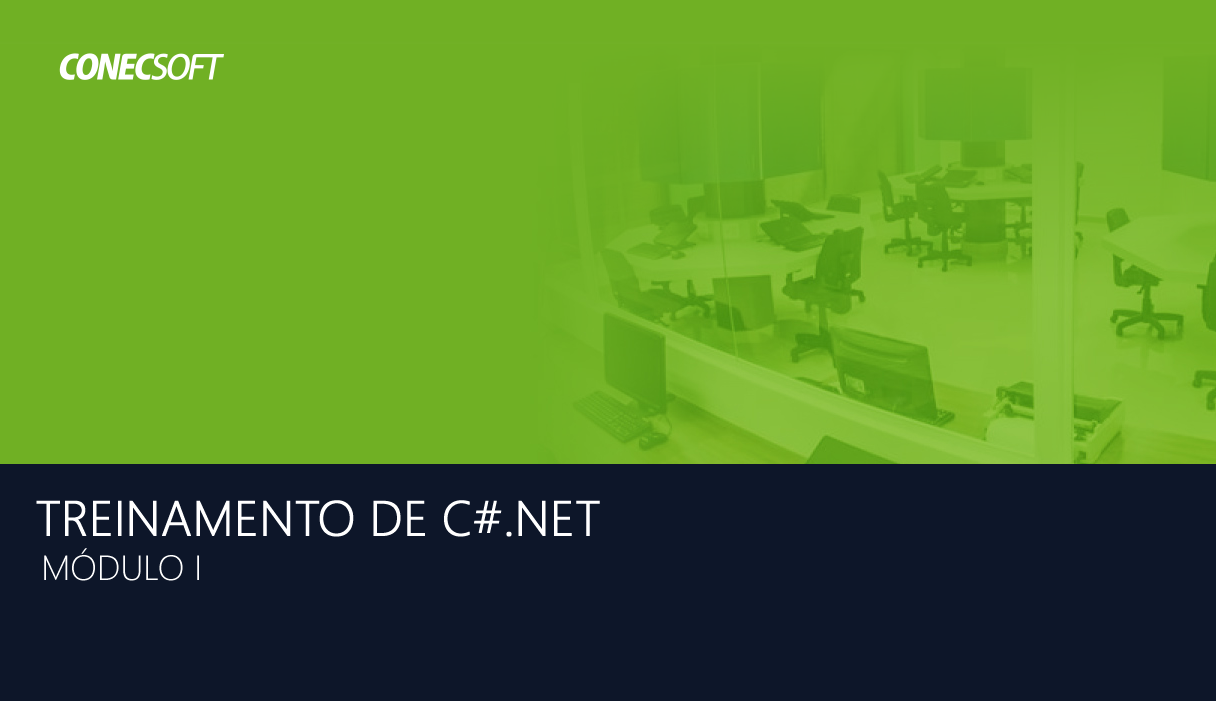 CONECSOFT
TREINAMENTO DE C#.NET
MÓDULO I